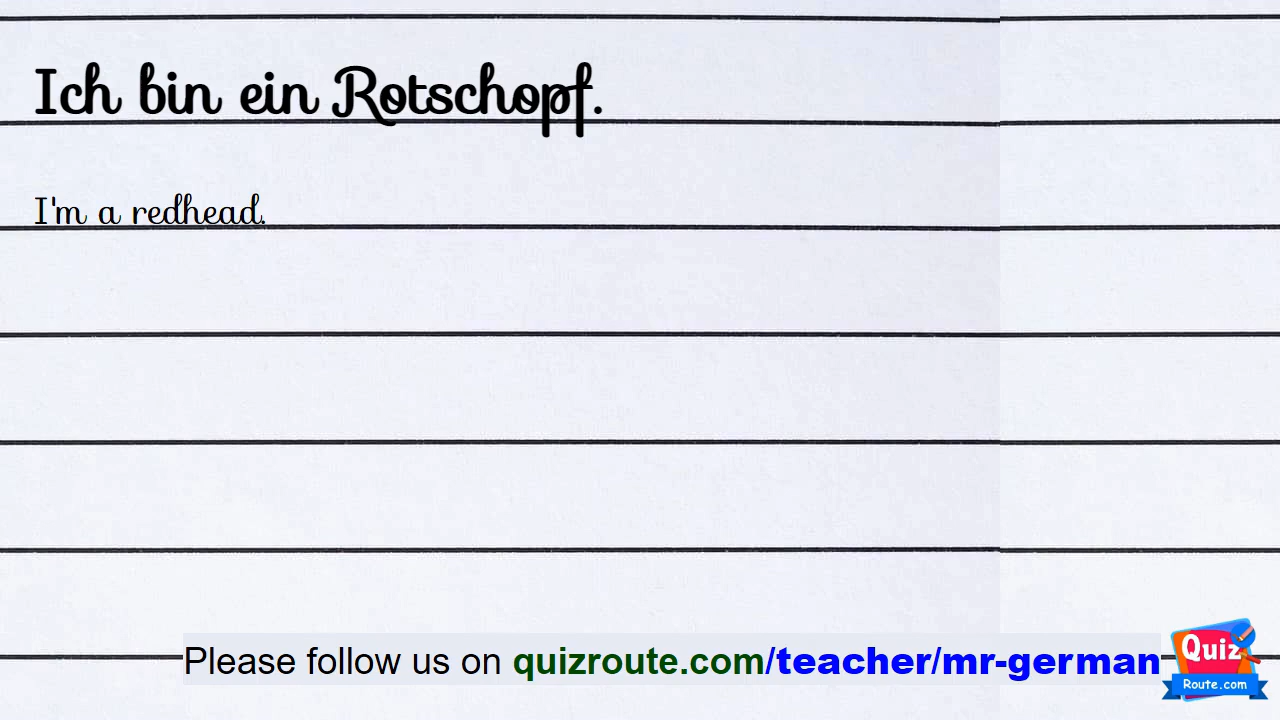 Ich bin ein Rotschopf.
I'm a redhead.
Please follow us on quizroute.com/teacher/mr-german
Quiz
Route.com